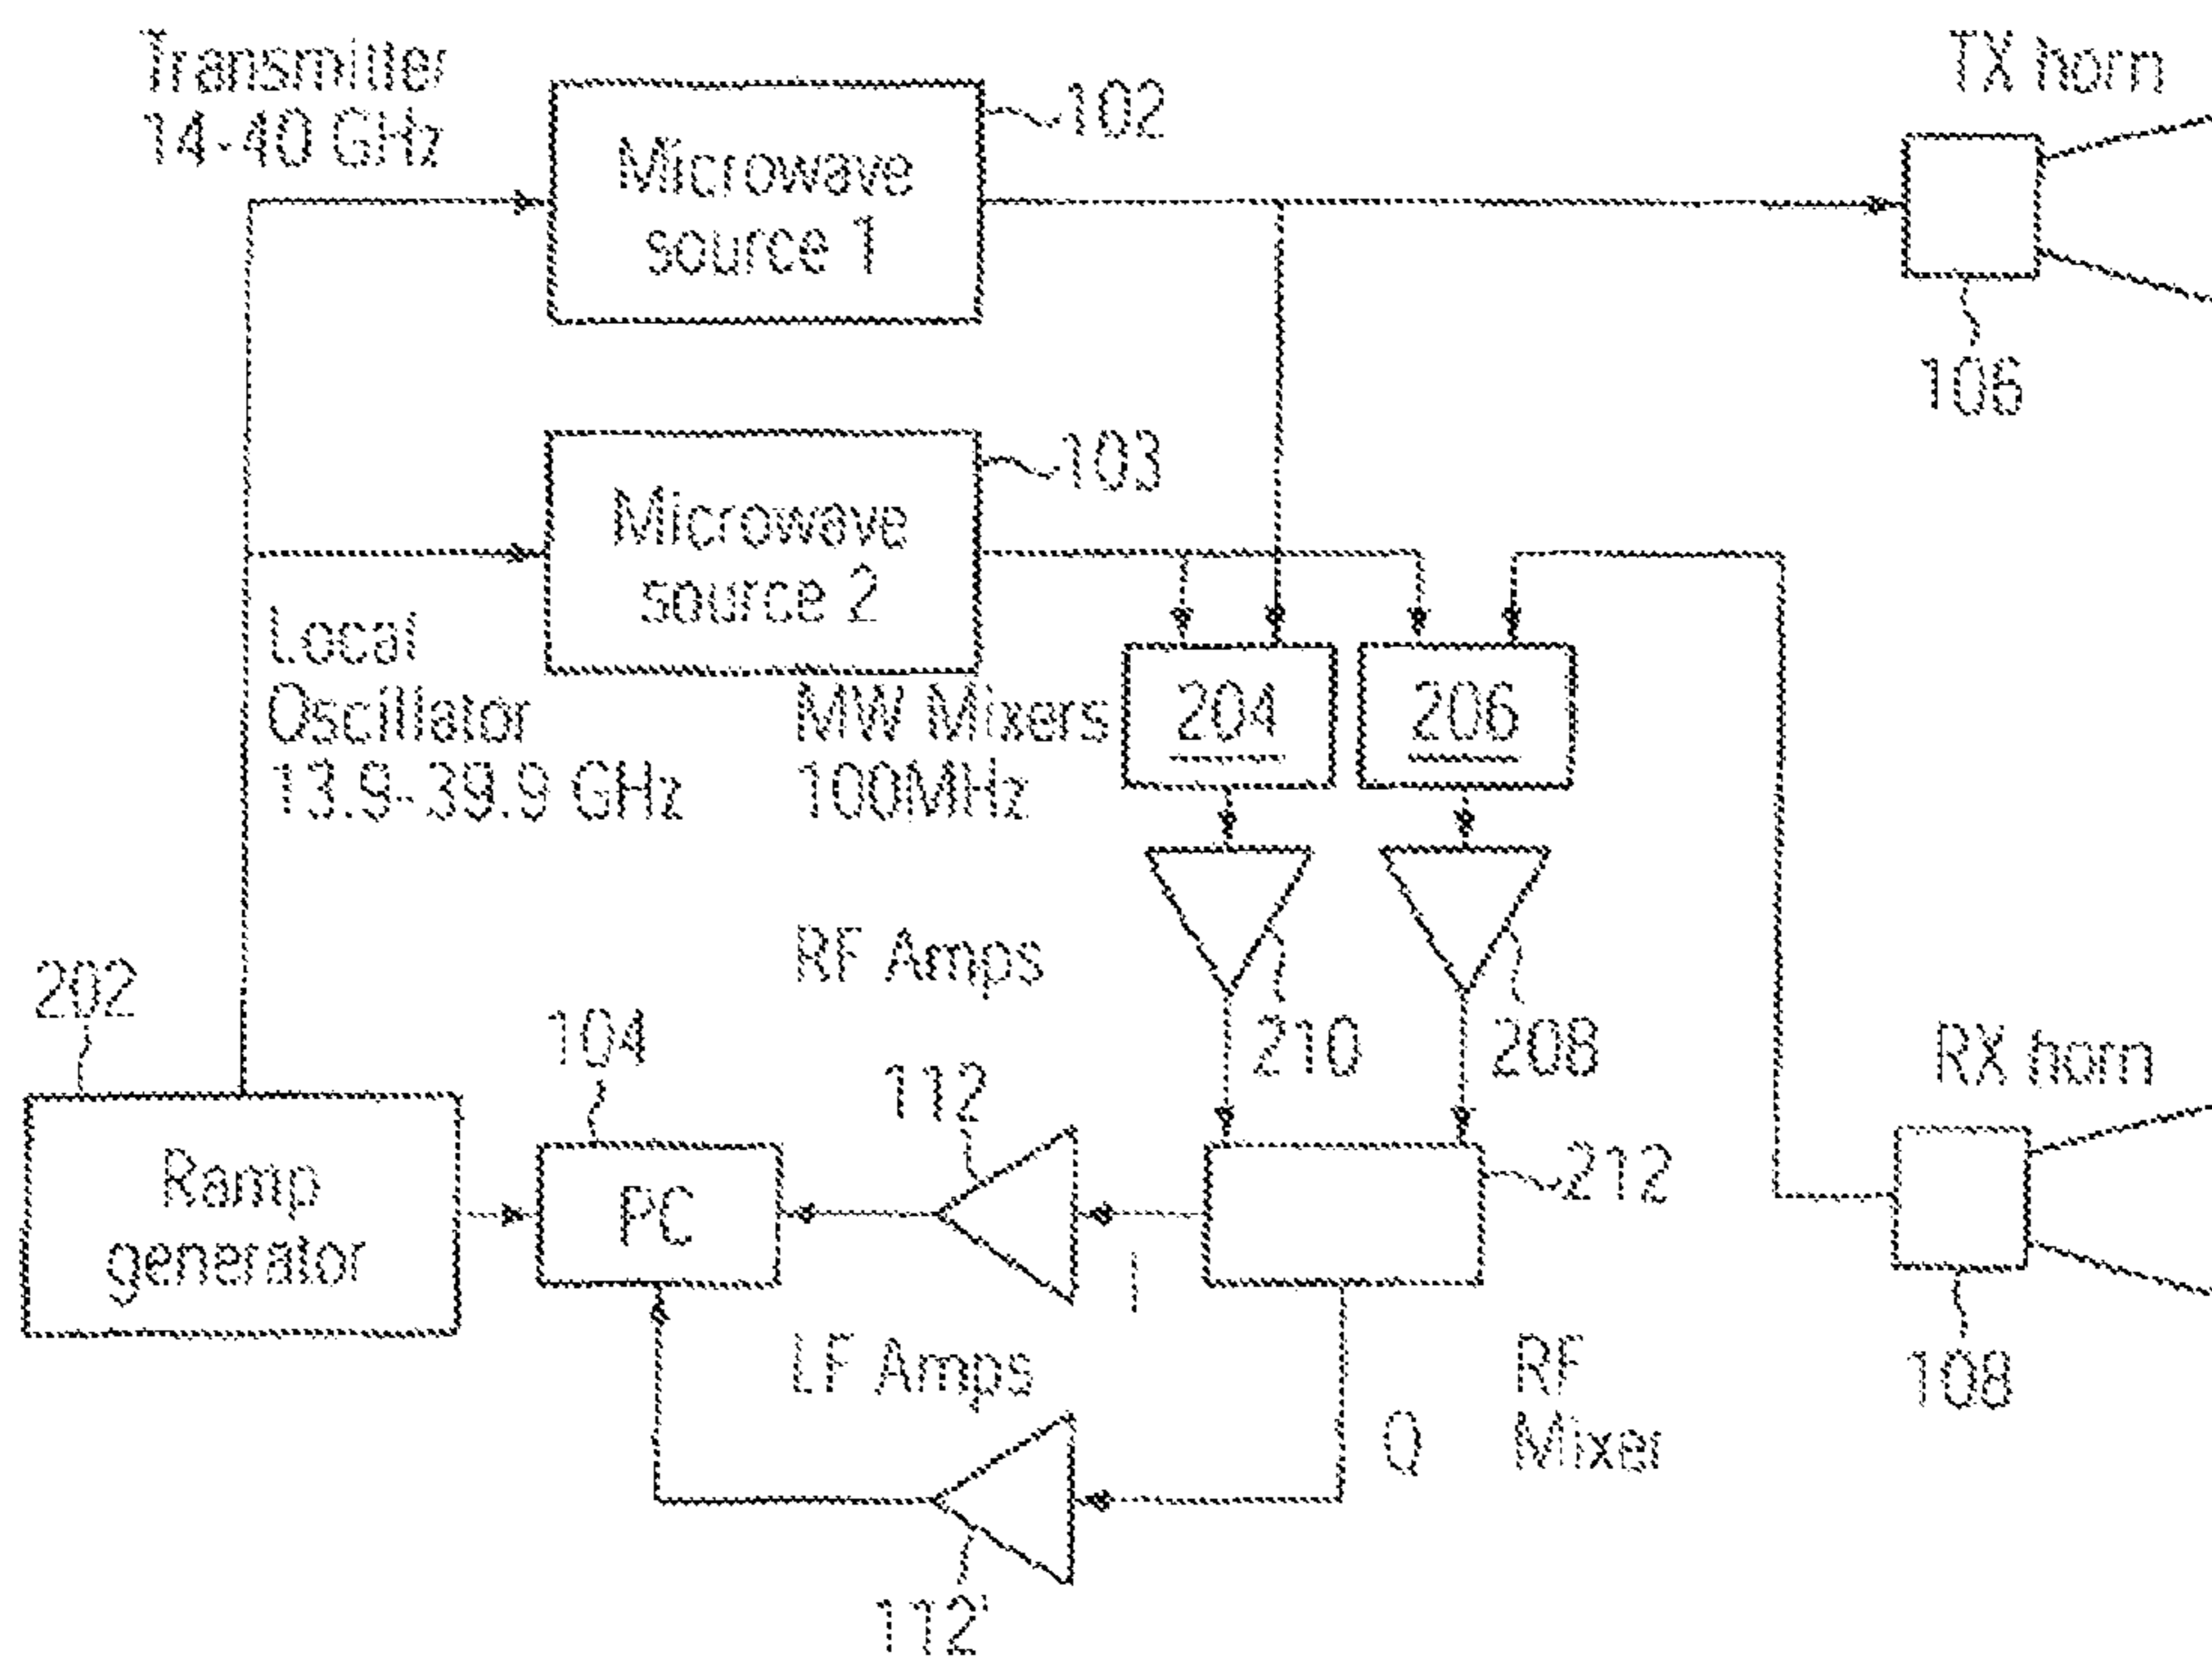 Transmitter
14-40 GHz
Microwave
source 1
102
TX horn
106
Microwave
source 2
103
Local
Oscillator
13.9-39.9 GHz
MW Mixers
100MHz
204
206
RF Amps
210
208
202
Ramp
generator
104
PC
112
I
212
RX horn
108
LF Amps
Q
RF
Mixer
112'